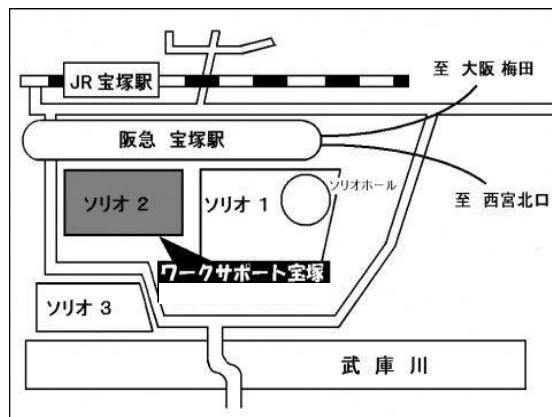 JR 宝塚駅
至 大阪 梅田
阪急 宝塚駅
ソリオ 2
ソリオ 1
ソリオホール
至 西宮北口
ワークサポート宝塚
ソリオ 3
武 庫 川